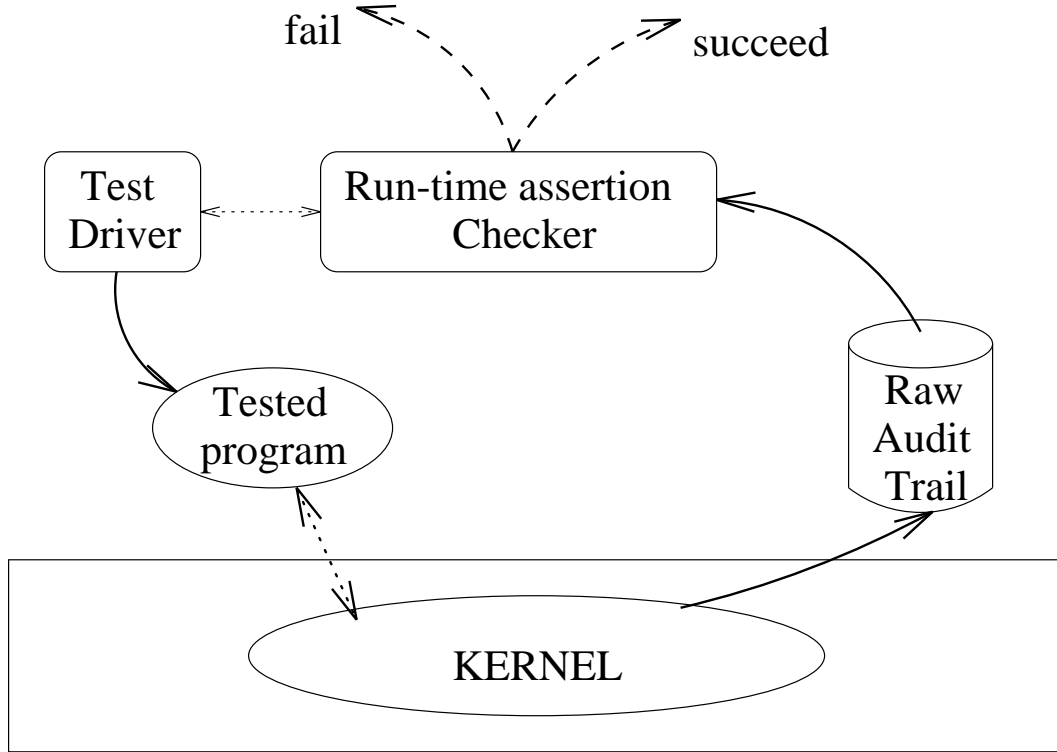 fail
succeed
Test
Driver
Run-time assertion
Checker
Tested
program
Raw
Audit
Trail
KERNEL